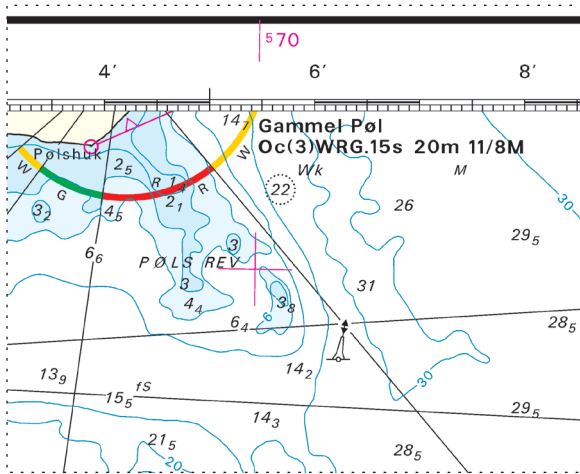 ⁵70
4′ 6′ 8′
14₇
Gammel Pøl
Oc(3)WRG.15s 20m 11/8M
Pølshuk
2₅
Wk
M
W
G
R
R
W
2₁
22
30
26
3₂
4₅
29₅
6₆
3
PØLS REV
31
3
4₄
3₈
6
6₄
28₅
14₂
13₉
fS
30
15₅
14₃
29₅
21₅
20
28₅